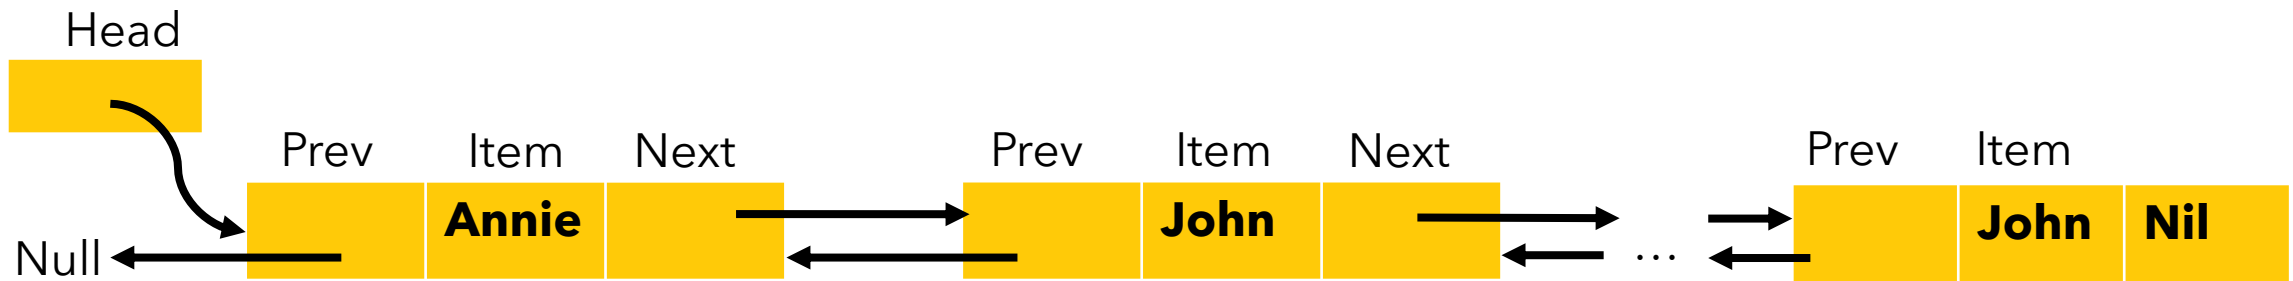 Head
Prev Item Next Prev Item Next Prev Item
Annie John John Nil
Null ...